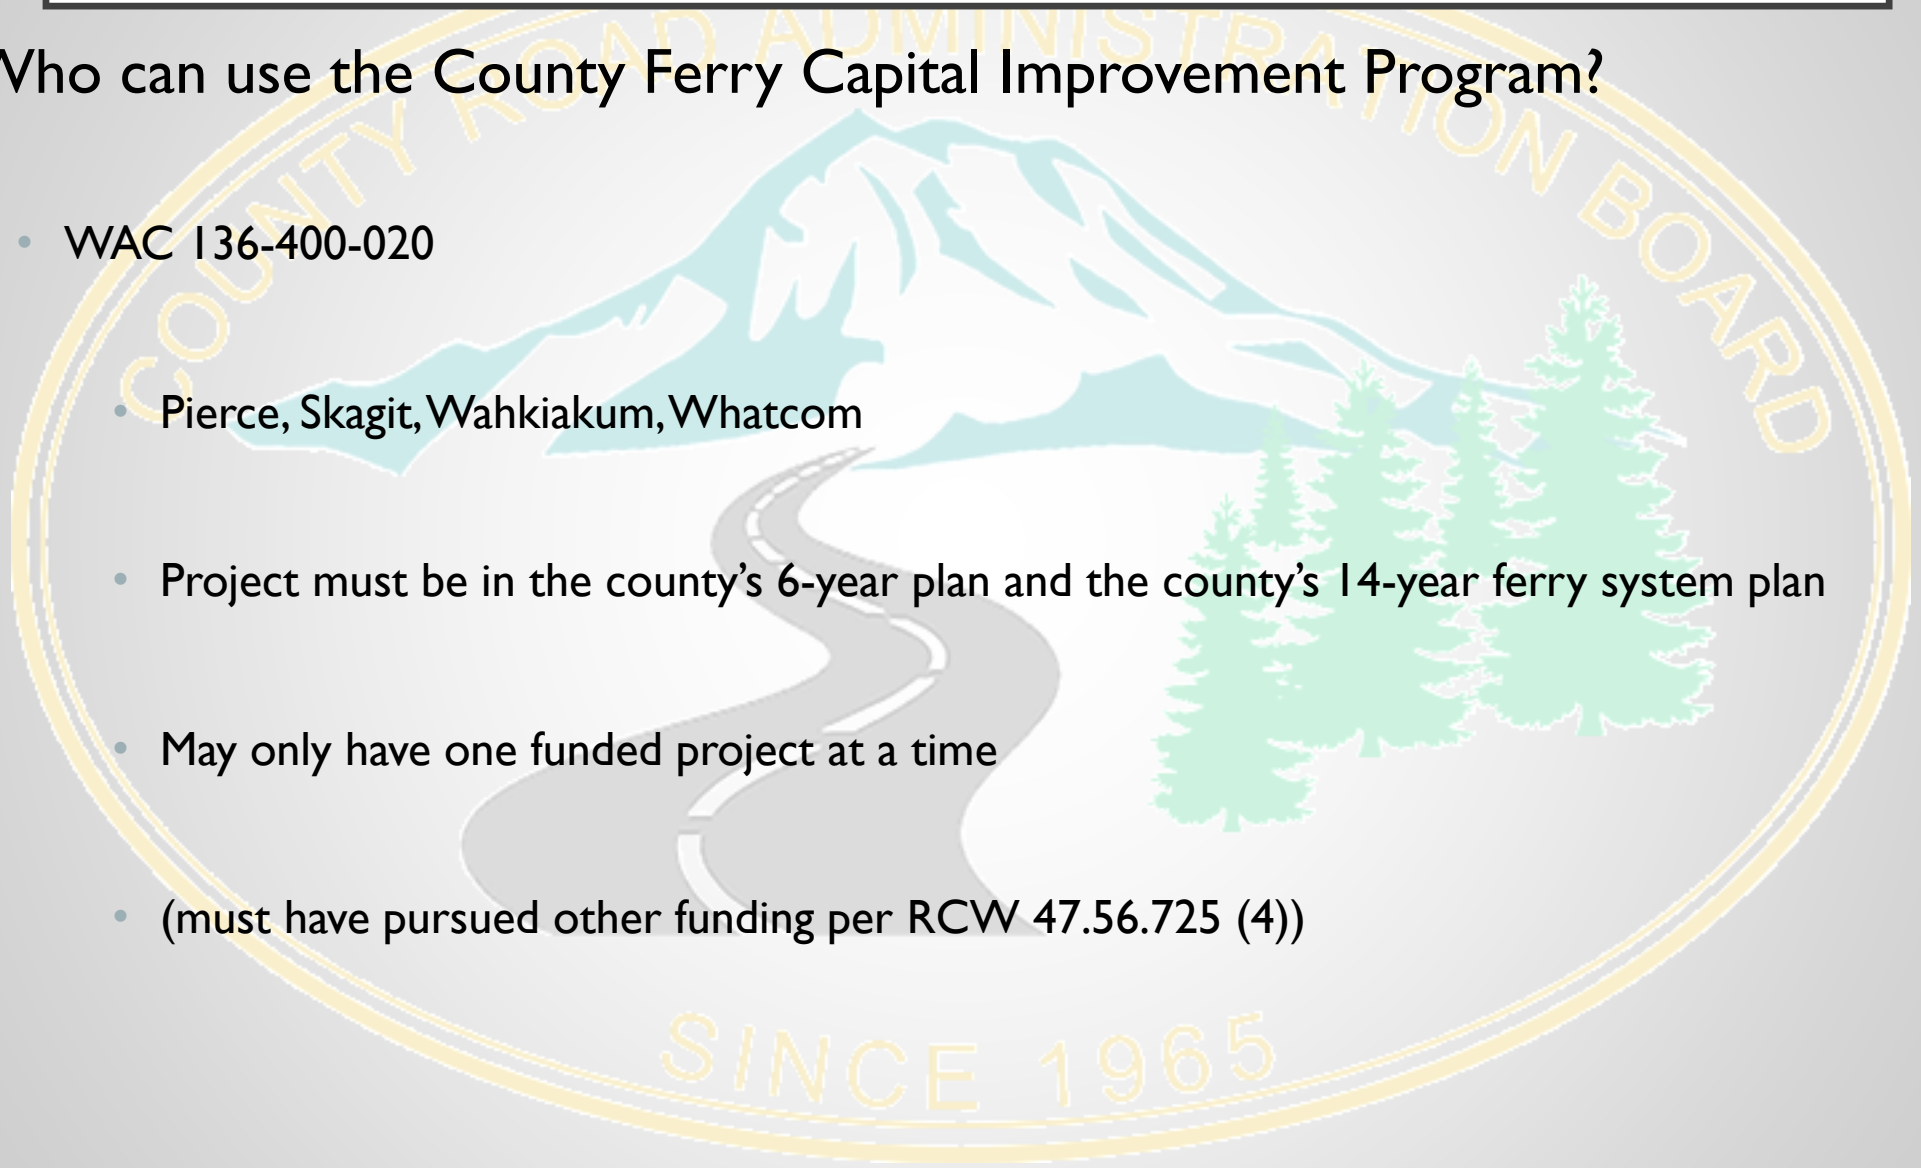 Who can use the County Ferry Capital Improvement Program?
• WAC 136-400-020
• Pierce, Skagit, Wahkiakum, Whatcom
• Project must be in the county’s 6-year plan and the county’s 14-year ferry system plan
• May only have one funded project at a time
• (must have pursued other funding per RCW 47.56.725 (4))
COUNTY ROAD ADMINISTRATION BOARD
SINCE 1965